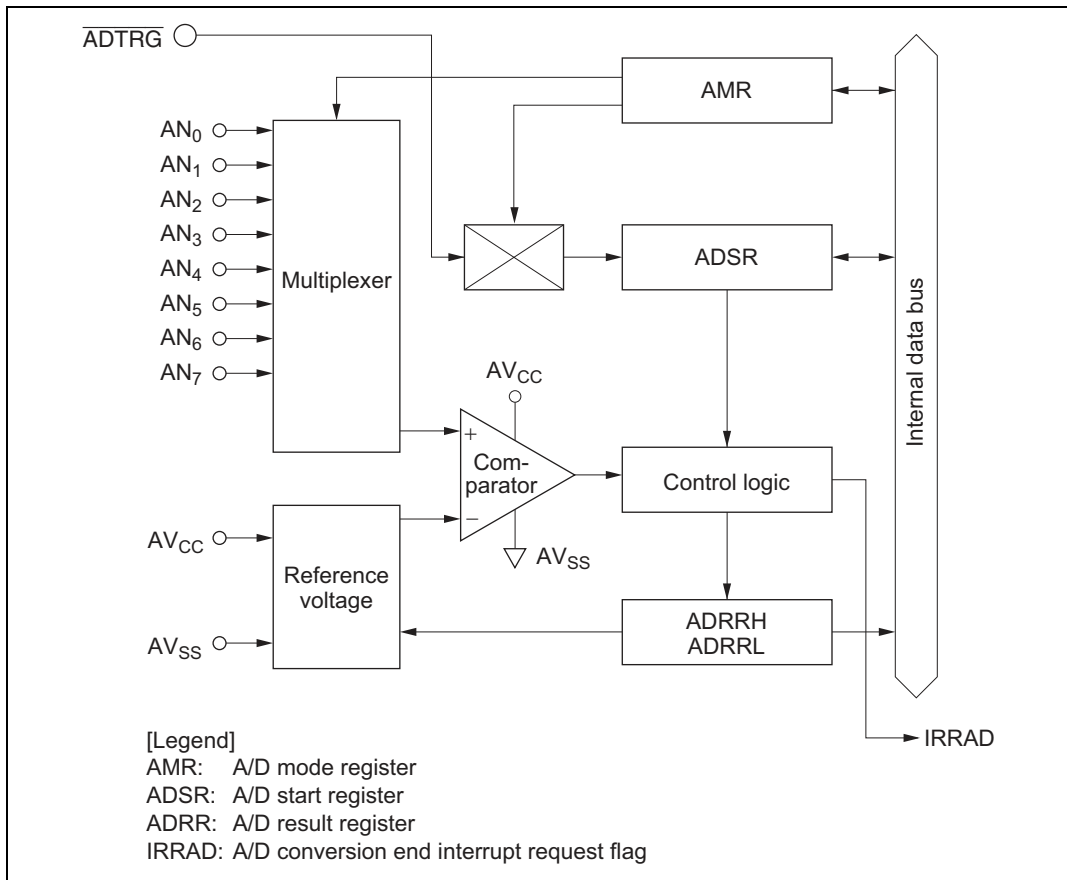 ADTRG
AMR
AN0
AN1
AN2
AN3
AN4
AN5
AN6
AN7
Multiplexer
ADSR
Internal data bus
AVCC
+
Com-
parator
−
AVSS
Control logic
AVCC
Reference
voltage
AVSS
ADRRH
ADRRL
IRRAD
[Legend]
AMR: A/D mode register
ADSR: A/D start register
ADRR: A/D result register
IRRAD: A/D conversion end interrupt request flag